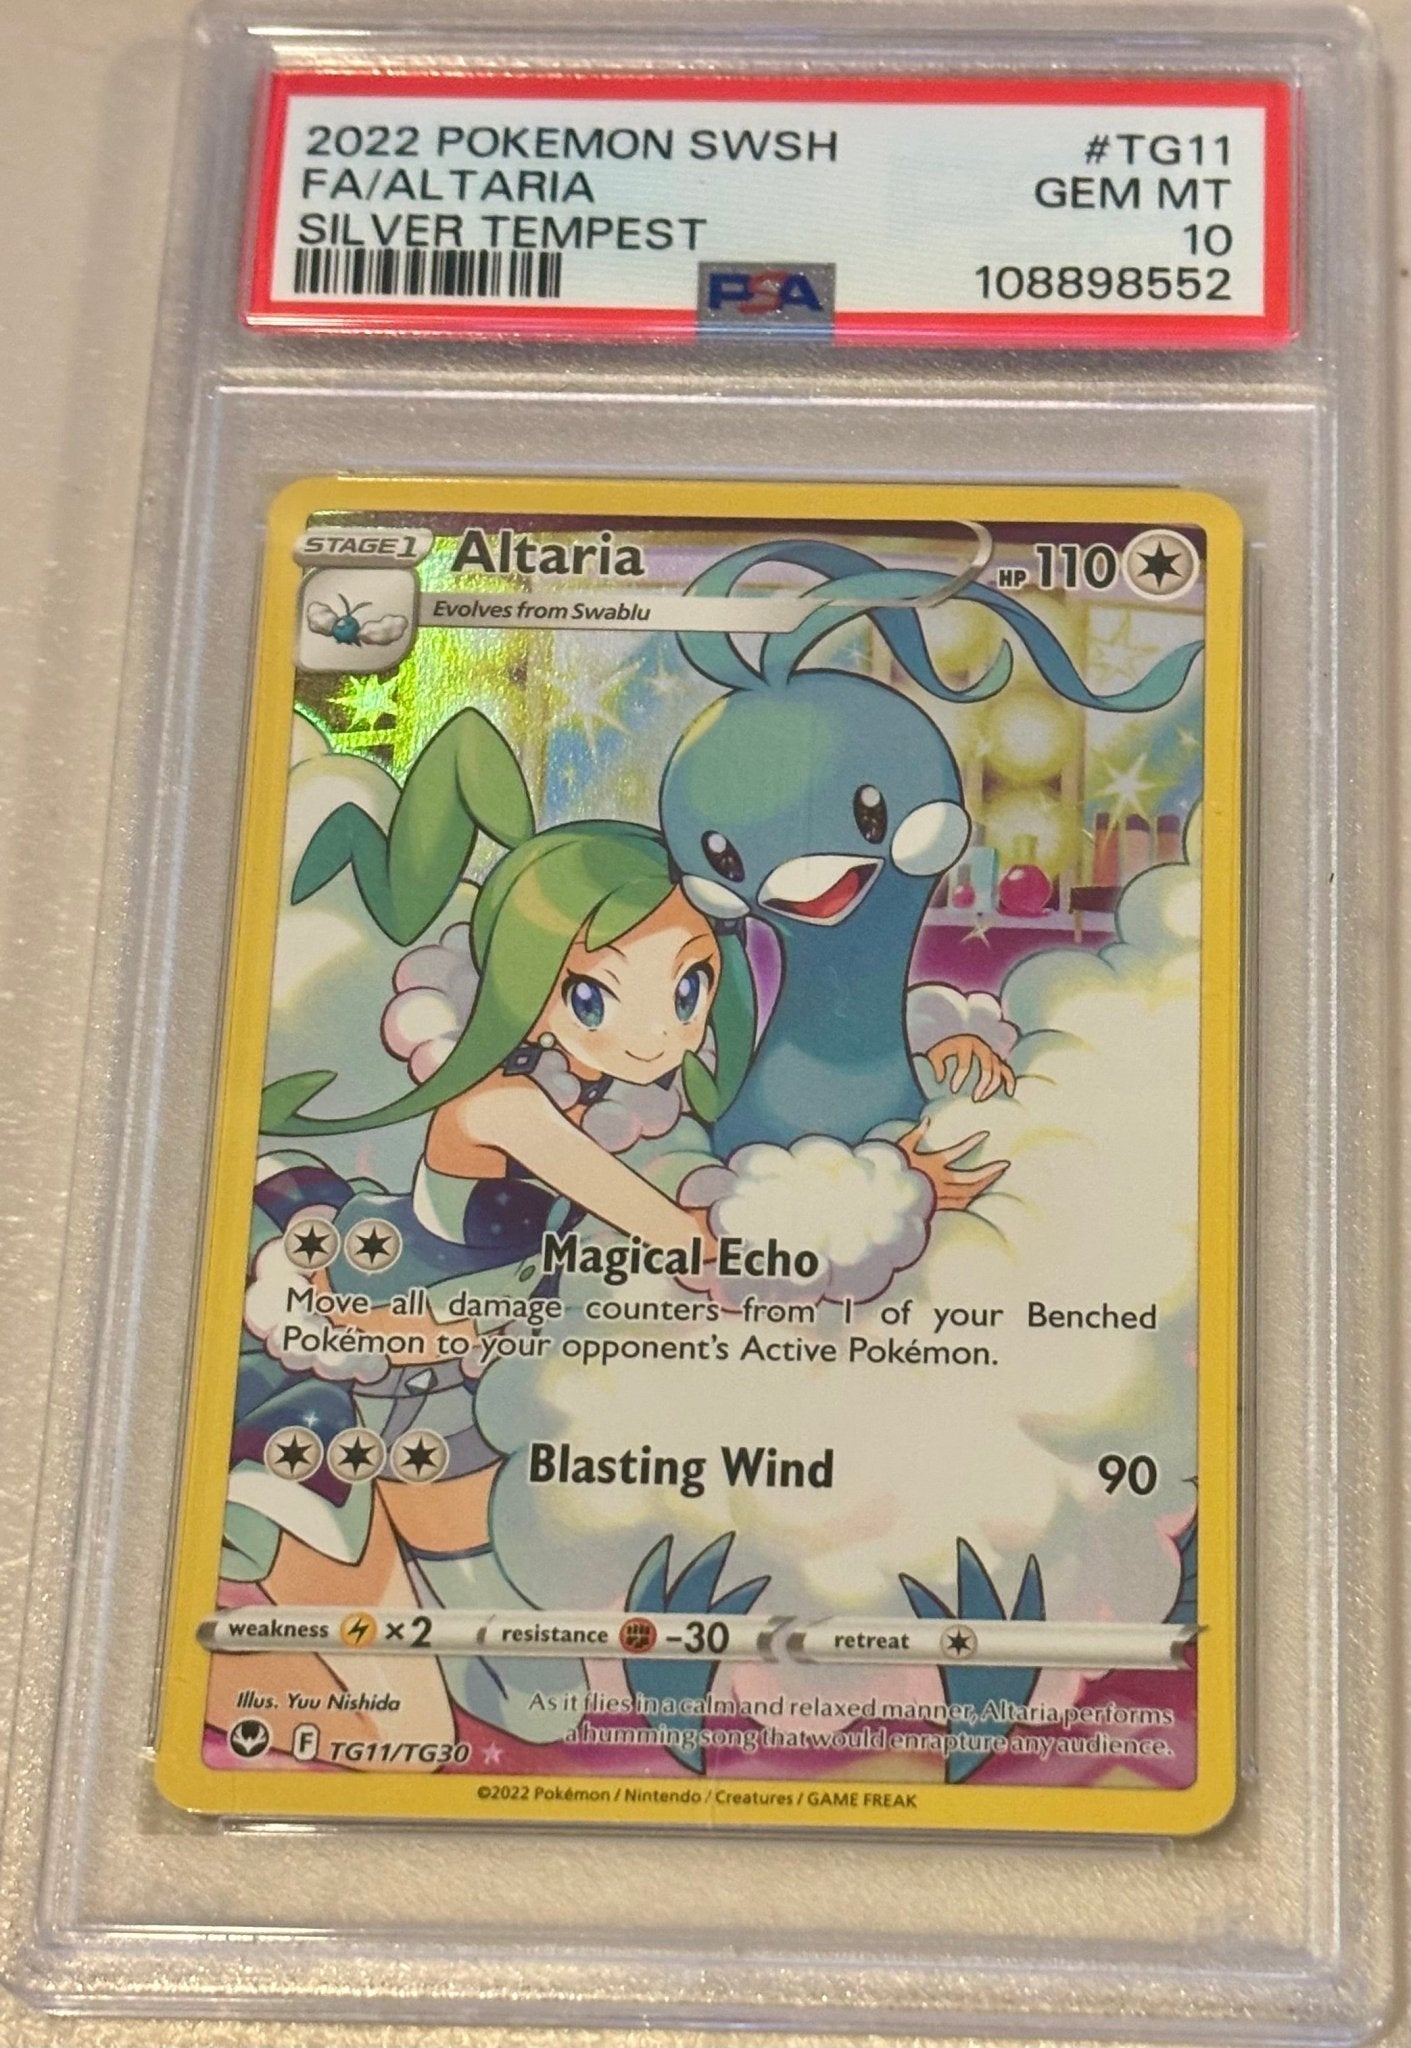 2022 POKEMON SWSH #TG11
FA/ALTARIA GEM MT
SILVER TEMPEST 10
PSA 108898552
STAGE 1 Altaria HP 110
Evolves from Swablu
Magical Echo
Move all damage counters from 1 of your Benched
Pokémon to your opponent's Active Pokémon.
Blasting Wind 90
weakness ×2 resistance -30 retreat
Illus. Yuu Nishida
As it flies in a calm and relaxed manner, Altaria performs
a humming song that would enrapture any audience.
F TG11/TG30
©2022 Pokémon / Nintendo / Creatures / GAME FREAK